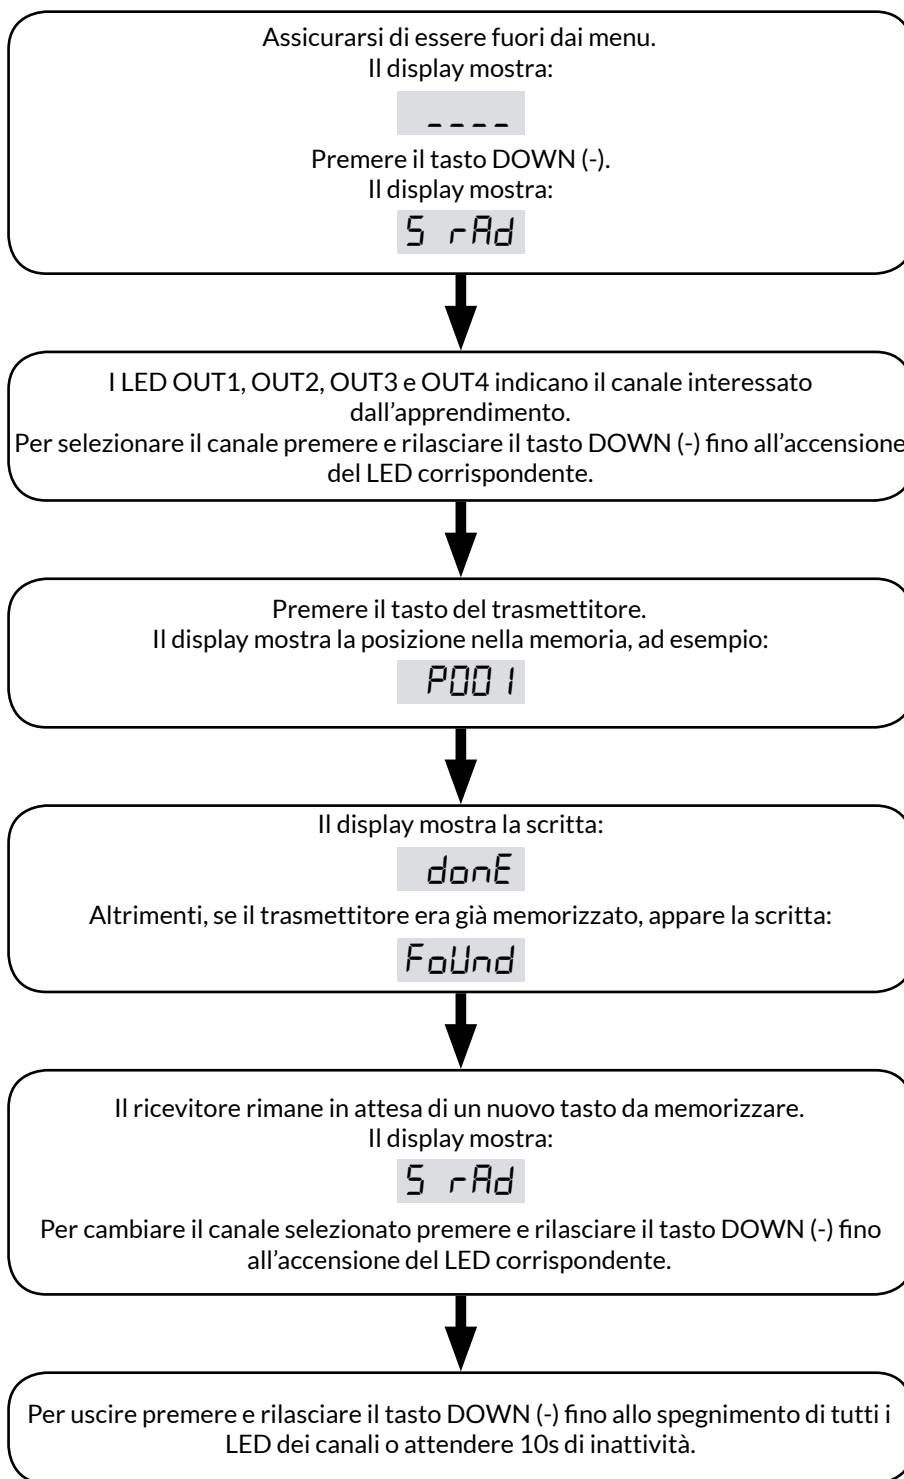 Assicurarsi di essere fuori dai menu.
Il display mostra:
_ _ _ _
Premere il tasto DOWN (-).
Il display mostra:
S rAd
I LED OUT1, OUT2, OUT3 e OUT4 indicano il canale interessato
dall'apprendimento.
Per selezionare il canale premere e rilasciare il tasto DOWN (-) fino all'accensione
del LED corrispondente.
Premere il tasto del trasmettitore.
Il display mostra la posizione nella memoria, ad esempio:
P001
Il display mostra la scritta:
donE
Altrimenti, se il trasmettitore era già memorizzato, appare la scritta:
FoUnd
Il ricevitore rimane in attesa di un nuovo tasto da memorizzare.
Il display mostra:
S rAd
Per cambiare il canale selezionato premere e rilasciare il tasto DOWN (-) fino
all'accensione del LED corrispondente.
Per uscire premere e rilasciare il tasto DOWN (-) fino allo spegnimento di tutti i
LED dei canali o attendere 10s di inattività.